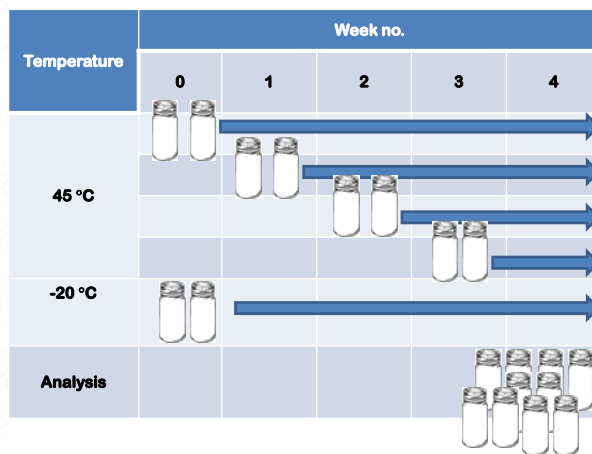 Temperature
Week no.
0 1 2 3 4
45 °C
-20 °C
Analysis